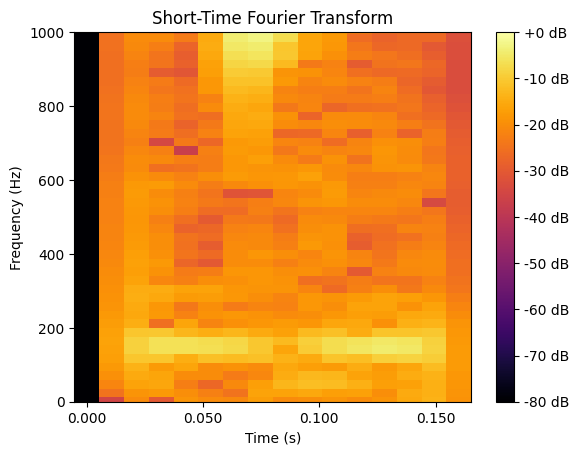 Short-Time Fourier Transform
1000
800
600
400
200
0
Frequency (Hz)
0.000
0.050
0.100
0.150
Time (s)
+0 dB
-10 dB
-20 dB
-30 dB
-40 dB
-50 dB
-60 dB
-70 dB
-80 dB